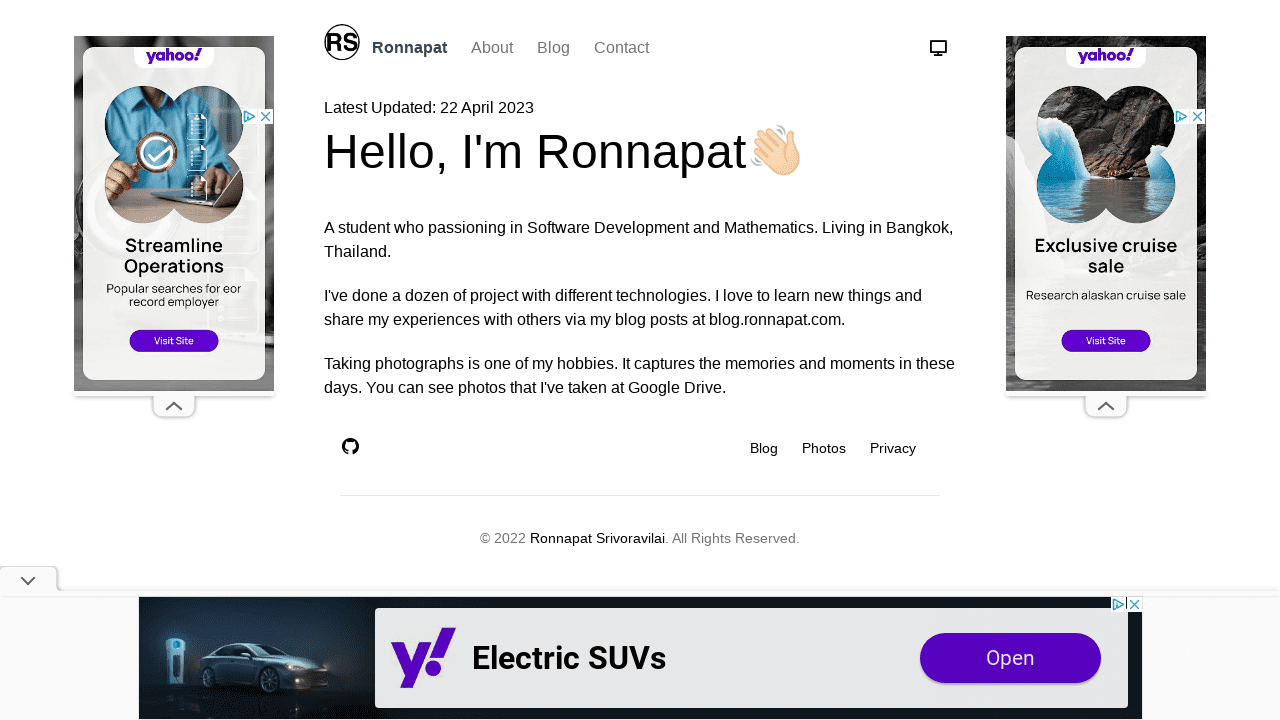 RS Ronnapat About Blog Contact
Latest Updated: 22 April 2023
Hello, I'm Ronnapat
A student who passioning in Software Development and Mathematics. Living in Bangkok,
Thailand.
I've done a dozen of project with different technologies. I love to learn new things and
share my experiences with others via my blog posts at blog.ronnapat.com.
Taking photographs is one of my hobbies. It captures the memories and moments in these
days. You can see photos that I've taken at Google Drive.
Blog Photos Privacy
© 2022 Ronnapat Srivoravilai. All Rights Reserved.
yahoo!
Streamline
Operations
Popular searches for eor
record employer
Visit Site
yahoo!
Exclusive cruise
sale
Research alaskan cruise sale
Visit Site
y!
Electric SUVs
Open